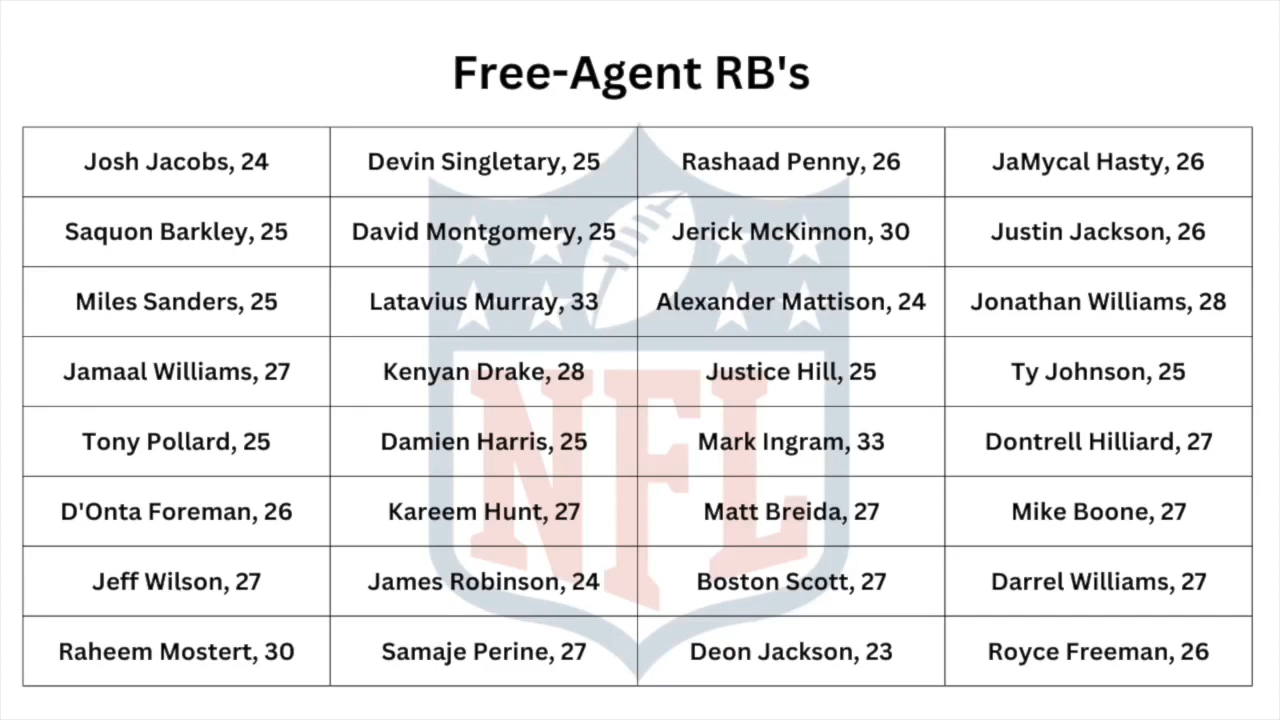 Free-Agent RB's
Josh Jacobs, 24
Devin Singletary, 25
Rashaad Penny, 26
JaMycal Hasty, 26
Saquon Barkley, 25
David Montgomery, 25
Jerick McKinnon, 30
Justin Jackson, 26
Miles Sanders, 25
Latavius Murray, 33
Alexander Mattison, 24
Jonathan Williams, 28
Jamaal Williams, 27
Kenyan Drake, 28
Justice Hill, 25
Ty Johnson, 25
Tony Pollard, 25
Damien Harris, 25
Mark Ingram, 33
Dontrell Hilliard, 27
D'Onta Foreman, 26
Kareem Hunt, 27
Matt Breida, 27
Mike Boone, 27
Jeff Wilson, 27
James Robinson, 24
Boston Scott, 27
Darrel Williams, 27
Raheem Mostert, 30
Samaje Perine, 27
Deon Jackson, 23
Royce Freeman, 26
NFL